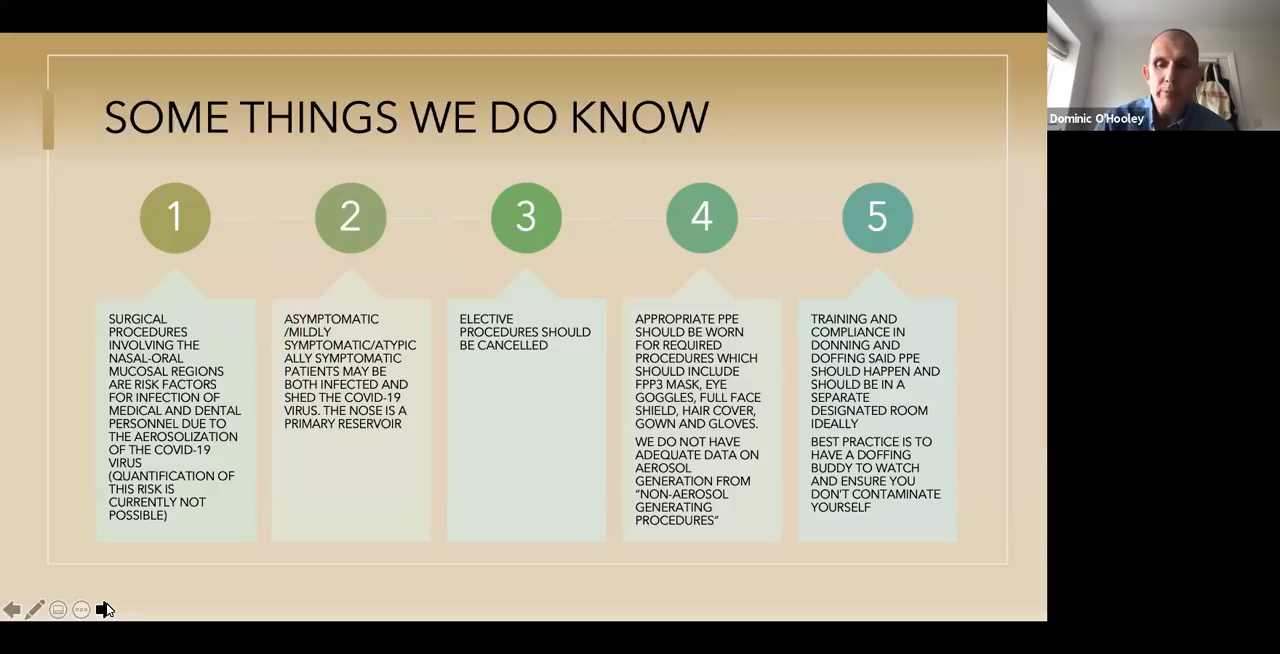 SOME THINGS WE DO KNOW
1
2
3
4
5
SURGICAL
PROCEDURES
INVOLVING THE
NASAL-ORAL
MUCOSAL REGIONS
ARE RISK FACTORS
FOR INFECTION OF
MEDICAL AND DENTAL
PERSONNEL DUE TO
THE AEROSOLIZATION
OF THE COVID-19
VIRUS
(QUANTIFICATION OF
THIS RISK IS
CURRENTLY NOT
POSSIBLE)
ASYMPTOMATIC
/MILDLY
SYMPTOMATIC/ATYPIC
ALLY SYMPTOMATIC
PATIENTS MAY BE
BOTH INFECTED AND
SHED THE COVID-19
VIRUS. THE NOSE IS A
PRIMARY RESERVOIR
ELECTIVE
PROCEDURES SHOULD
BE CANCELLED
APPROPRIATE PPE
SHOULD BE WORN
FOR REQUIRED
PROCEDURES WHICH
SHOULD INCLUDE
FPP3 MASK, EYE
GOGGLES, FULL FACE
SHIELD, HAIR COVER,
GOWN AND GLOVES.
WE DO NOT HAVE
ADEQUATE DATA ON
AEROSOL
GENERATION FROM
“NON-AEROSOL
GENERATING
PROCEDURES”
TRAINING AND
COMPLIANCE IN
DONNING AND
DOFFING SAID PPE
SHOULD HAPPEN AND
SHOULD BE IN A
SEPARATE
DESIGNATED ROOM
IDEALLY
BEST PRACTICE IS TO
HAVE A DOFFING
BUDDY TO WATCH
AND ENSURE YOU
DON’T CONTAMINATE
YOURSELF
Dominic O'Hooley